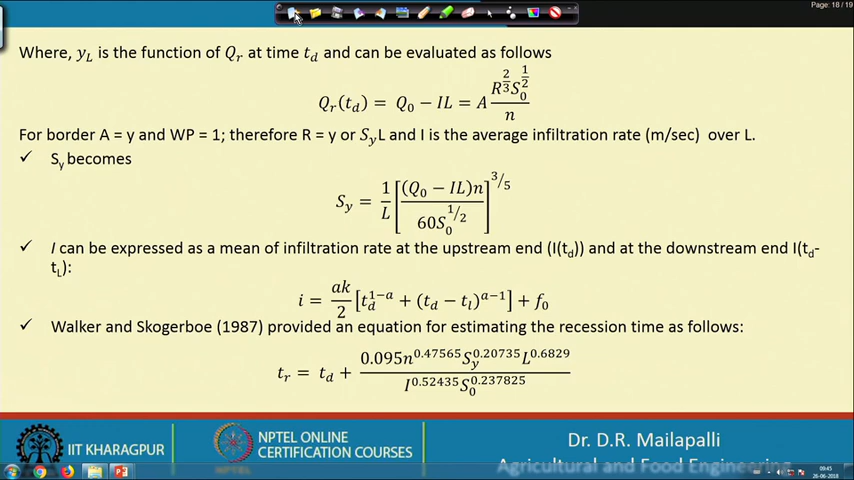 Page: 18 / 19
Where, y_L is the function of Q_r at time t_d and can be evaluated as follows
Q_r(t_d) = Q_0 − IL = A R^{2/3} S_0^{1/2} / n
For border A = y and WP = 1; therefore R = y or S_yL and I is the average infiltration rate (m/sec) over L.
✓ S_y becomes
S_y = 1/L [(Q_0 − IL)n / 60S_0^{1/2}]^{3/5}
✓ I can be expressed as a mean of infiltration rate at the upstream end (I(t_d)) and at the downstream end I(t_d-
t_L):
i = ak/2 [t_d^{1−a} + (t_d − t_l)^{a−1}] + f_0
✓ Walker and Skogerboe (1987) provided an equation for estimating the recession time as follows:
t_r = t_d + 0.095n^{0.47565}S_y^{0.20735}L^{0.6829} / I^{0.52435}S_0^{0.237825}
IIT KHARAGPUR
NPTEL ONLINE
CERTIFICATION COURSES
Dr. D.R. Mailapalli
Agricultural and Food Engineering
09:45
26-06-2018